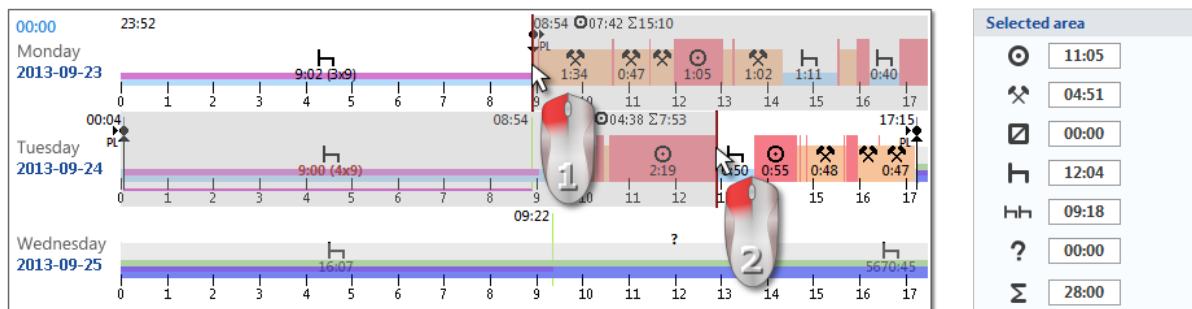 00:00 23:52 08:54 07:42 Σ15:10
Monday
PL
2013-09-23
9:02 (3x9) 1:34 0:47 1:05 1:02 1:11 0:40
0 1 2 3 4 5 6 7 8 9 10 11 12 13 14 15 16 17
00:04 08:54 04:38 Σ7:53 17:15
PL PL
Tuesday
2013-09-24
9:00 (4x9) 2:19 :50 0:55 0:48 0:47
0 1 2 3 4 5 6 7 8 10 11 12 13 14 15 16 17
1
09:22
Wednesday ?
2013-09-25
16:07 5670:45
0 1 2 3 4 5 6 7 8 9 10 11 12 13 14 15 16 17
2
Selected area
11:05
04:51
00:00
12:04
09:18
? 00:00
Σ 28:00